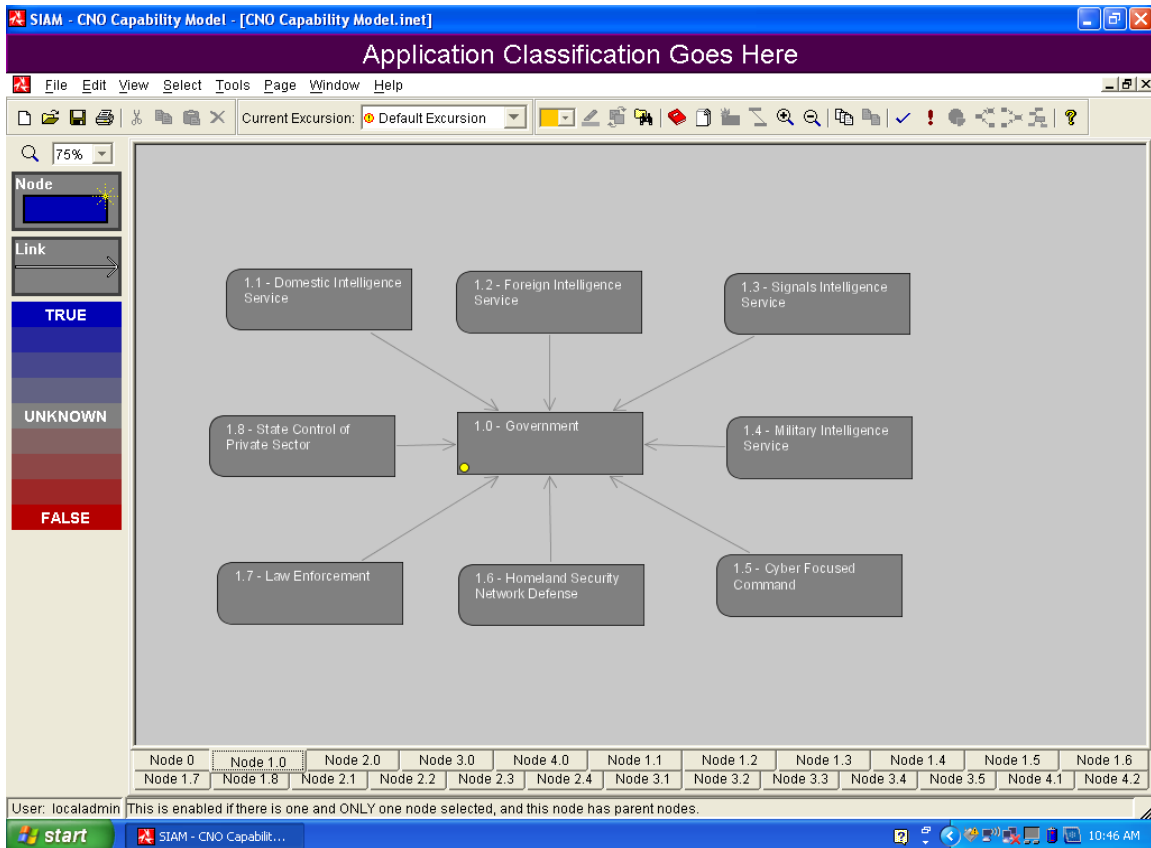 SIAM - CNO Capability Model - [CNO Capability Model.inet]
Application Classification Goes Here
File Edit View Select Tools Page Window Help
Current Excursion: Default Excursion
75%
Node
Link
TRUE
UNKNOWN
FALSE
1.1 - Domestic Intelligence
Service
1.2 - Foreign Intelligence
Service
1.3 - Signals Intelligence
Service
1.8 - State Control of
Private Sector
1.0 - Government
1.4 - Military Intelligence
Service
1.7 - Law Enforcement
1.6 - Homeland Security
Network Defense
1.5 - Cyber Focused
Command
Node 0 Node 1.0 Node 2.0 Node 3.0 Node 4.0 Node 1.1 Node 1.2 Node 1.3 Node 1.4 Node 1.5 Node 1.6
Node 1.7 Node 1.8 Node 2.1 Node 2.2 Node 2.3 Node 2.4 Node 3.1 Node 3.2 Node 3.3 Node 3.4 Node 3.5 Node 4.1 Node 4.2
User: localadmin This is enabled if there is one and ONLY one node selected, and this node has parent nodes.
start SIAM - CNO Capabilit... 10:46 AM